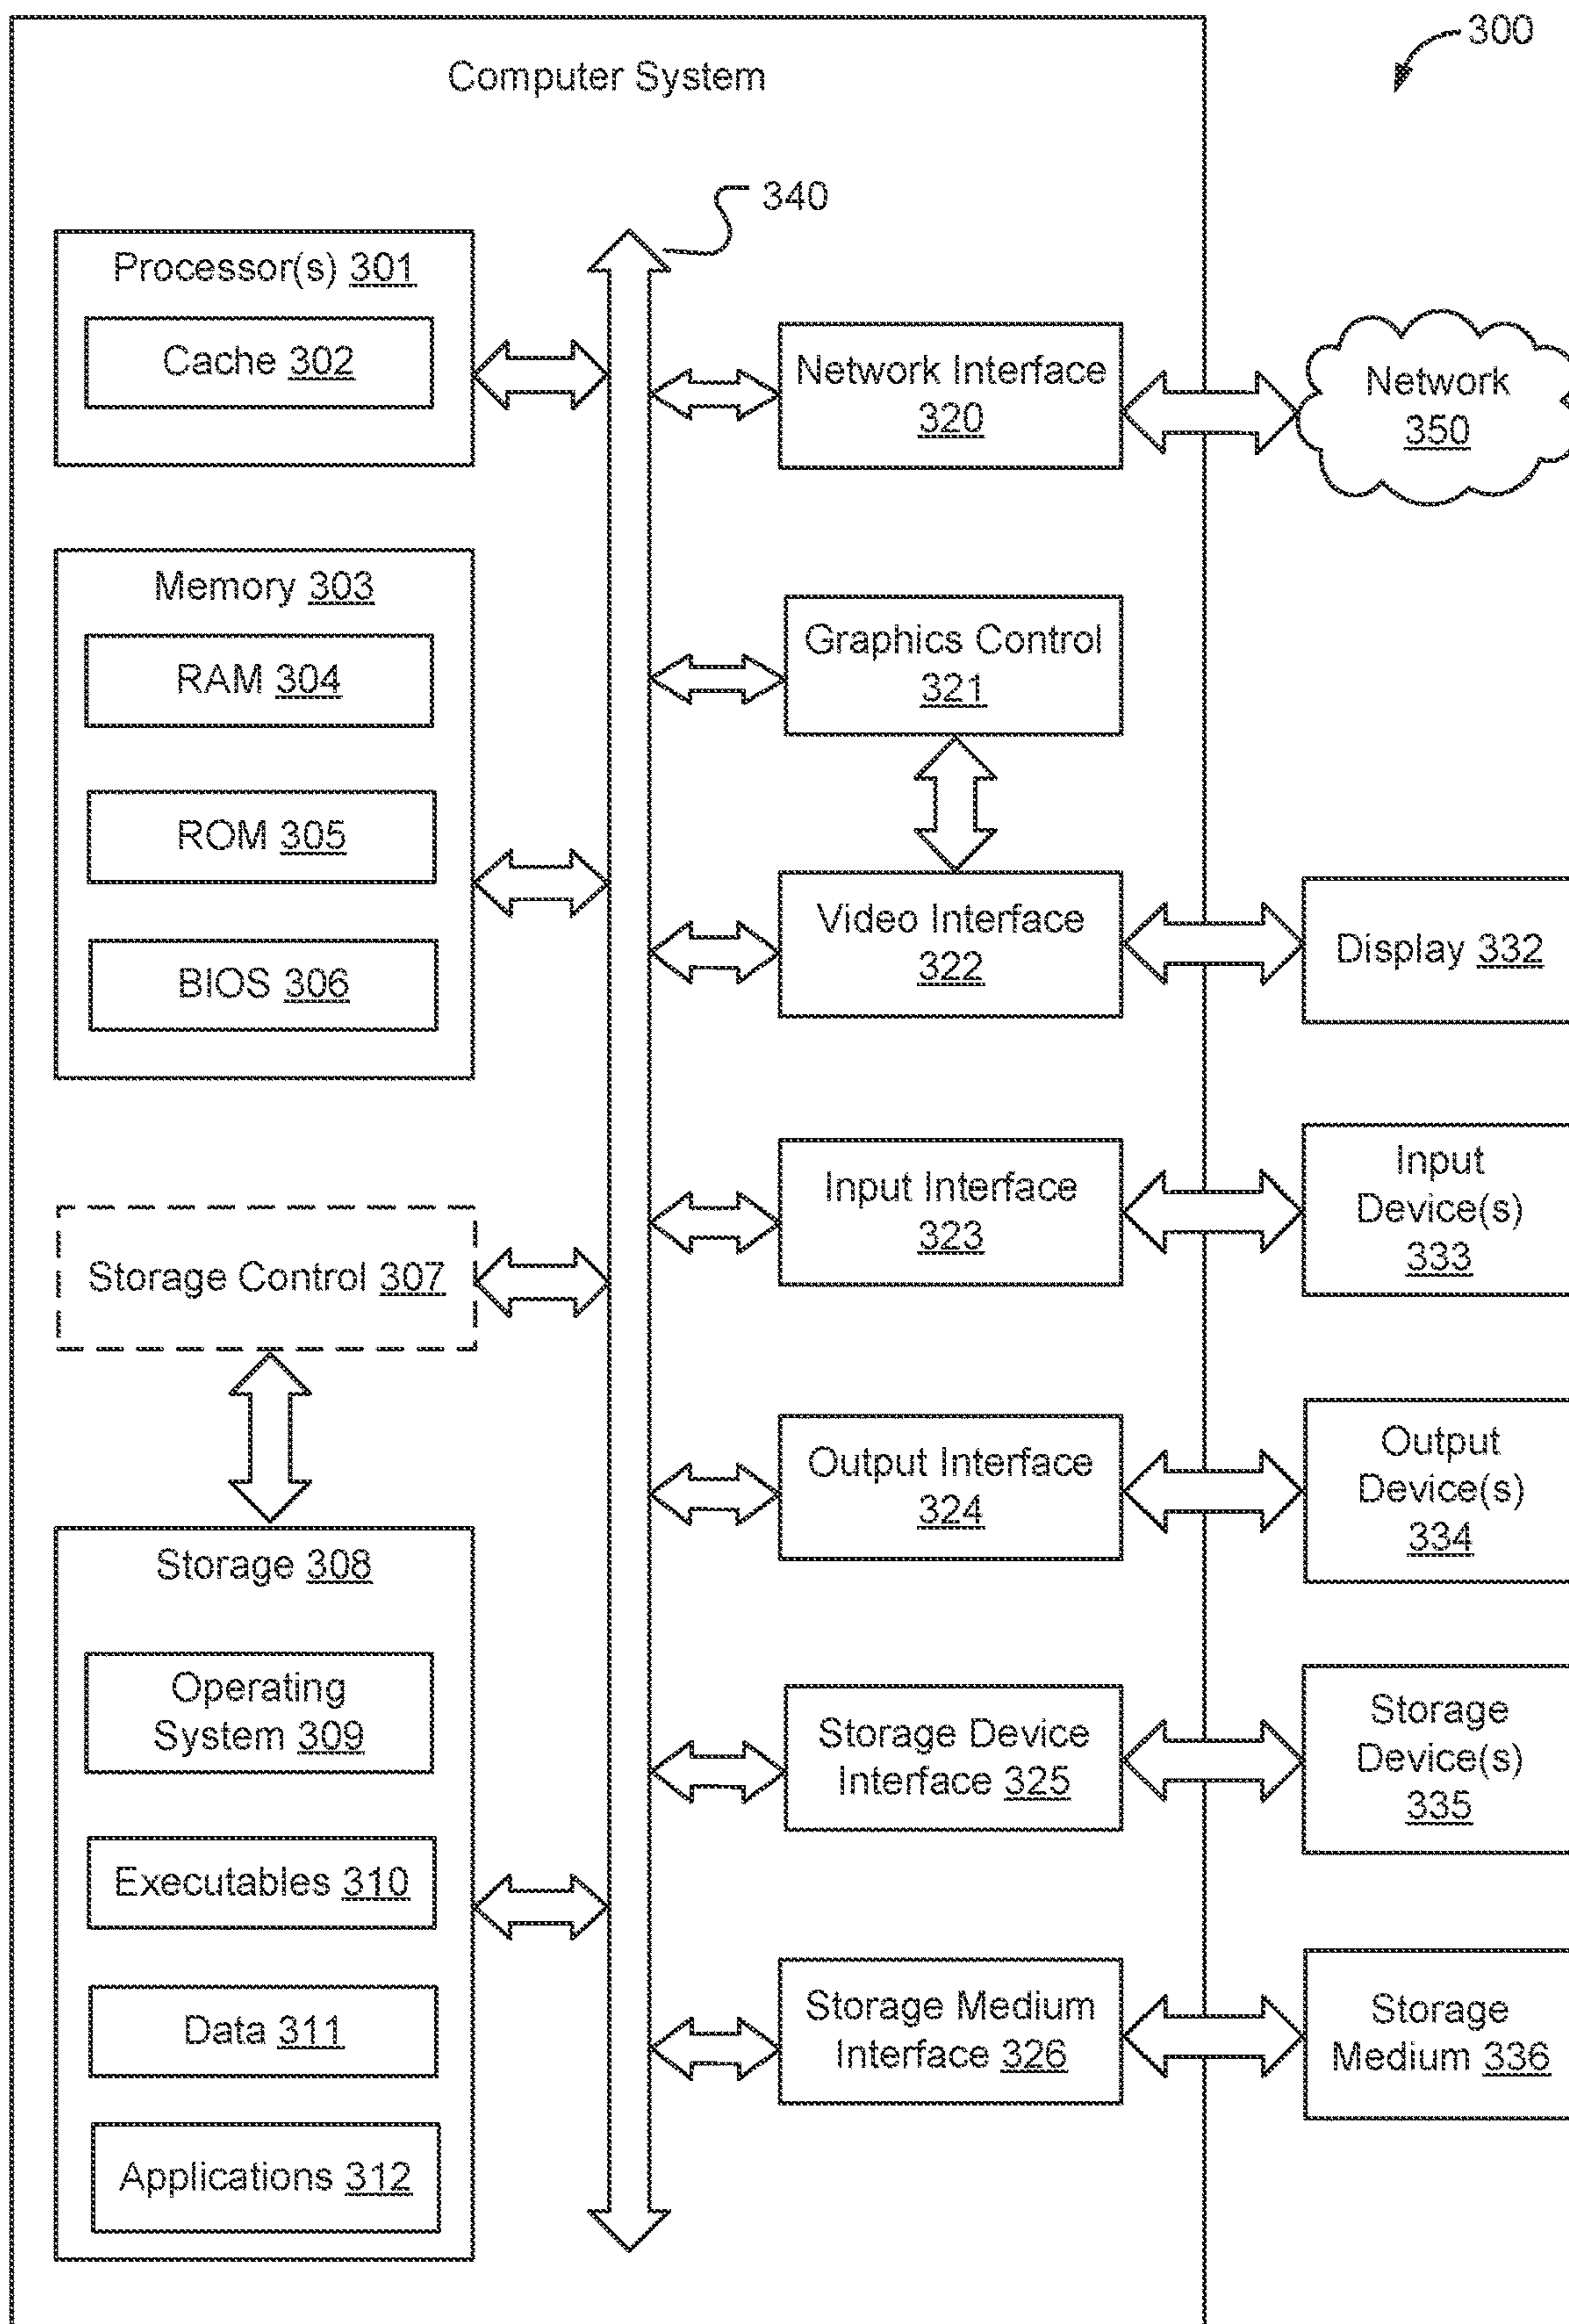 300
Computer System
340
Processor(s) 301
Cache 302
Network Interface
320
Network
350
Memory 303
RAM 304
ROM 305
BIOS 306
Graphics Control
321
Video Interface
322
Display 332
Storage Control 307
Input Interface
323
Input
Device(s)
333
Output Interface
324
Output
Device(s)
334
Storage 308
Operating
System 309
Executables 310
Data 311
Applications 312
Storage Device
Interface 325
Storage
Device(s)
335
Storage Medium
Interface 326
Storage
Medium 336